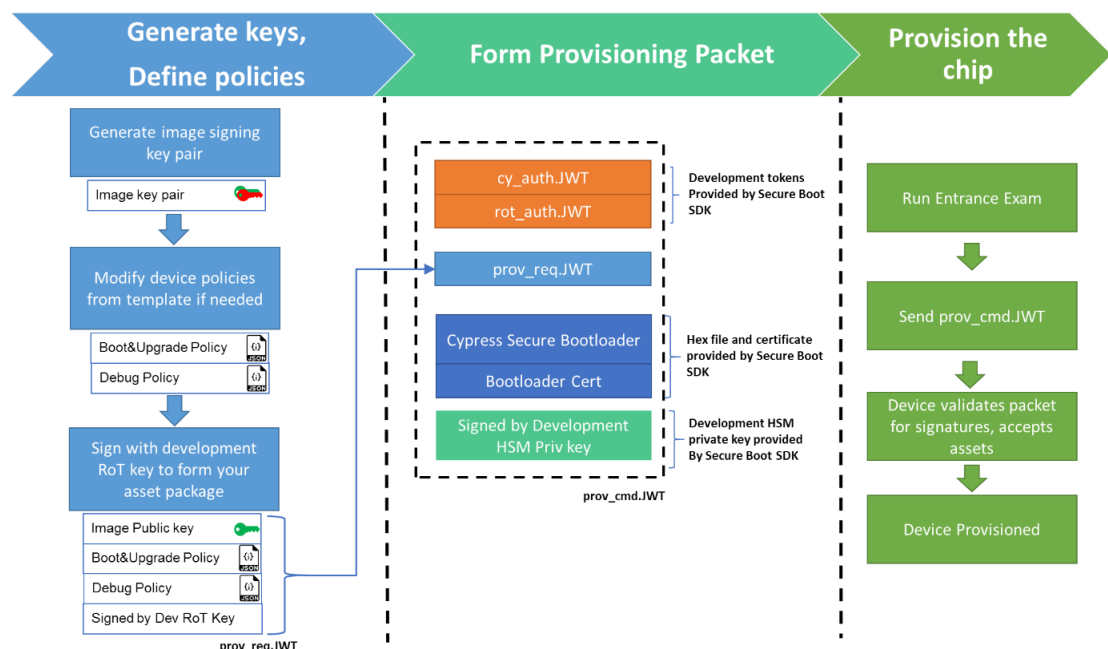 Generate keys,
Define policies
Form Provisioning Packet
Provision the
chip
Generate image signing
key pair
Image key pair
Modify device policies
from template if needed
Boot&Upgrade Policy
{;}
JSON
Debug Policy
{;}
JSON
Sign with development
RoT key to form your
asset package
Image Public key
Boot&Upgrade Policy
{;}
JSON
Debug Policy
{;}
JSON
Signed by Dev RoT Key
prov_req.JWT
cy_auth.JWT
rot_auth.JWT
Development tokens
Provided by Secure Boot
SDK
prov_req.JWT
Cypress Secure Bootloader
Bootloader Cert
Hex file and certificate
provided by Secure Boot
SDK
Signed by Development
HSM Priv key
Development HSM
private key provided
By Secure Boot SDK
prov_cmd.JWT
Run Entrance Exam
Send prov_cmd.JWT
Device validates packet
for signatures, accepts
assets
Device Provisioned